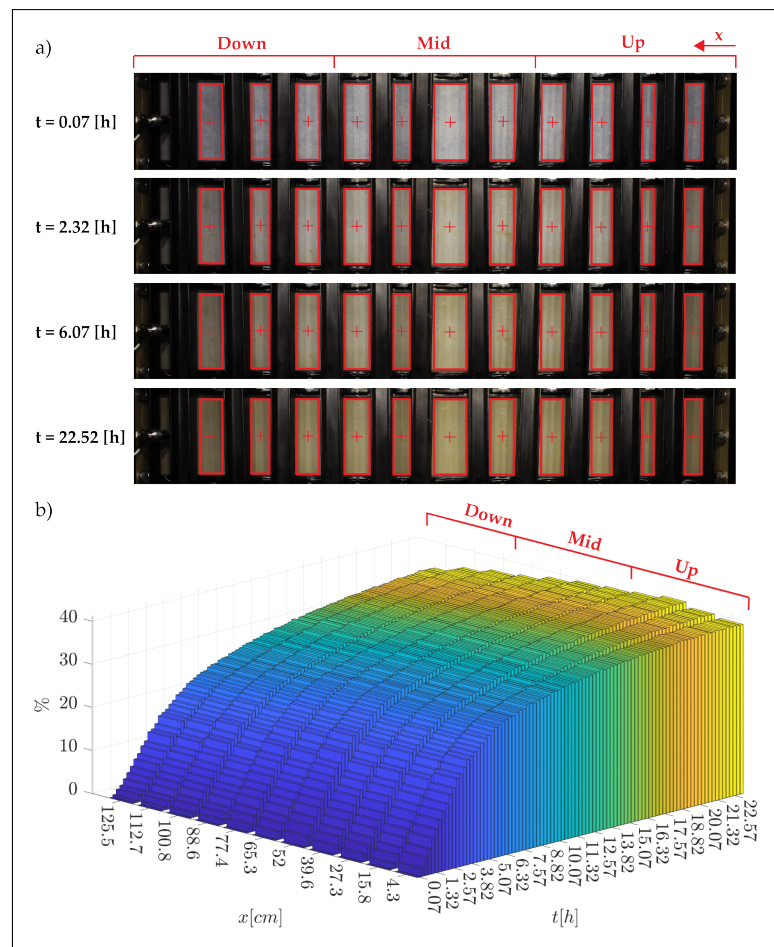 a)
Down Mid Up x
t = 0.07 [h]
t = 2.32 [h]
t = 6.07 [h]
t = 22.52 [h]
b)
Down Mid Up
40
30
20
10
0
%
125.5 112.7 100.8 88.6 77.4 65.3 52 39.6 27.3 15.8 4.3
0.07 1.32 2.57 3.82 5.07 6.32 7.57 8.82 10.07 11.32 12.57 13.82 15.07 16.32 17.57 18.82 20.07 21.32 22.57
x[cm] t[h]